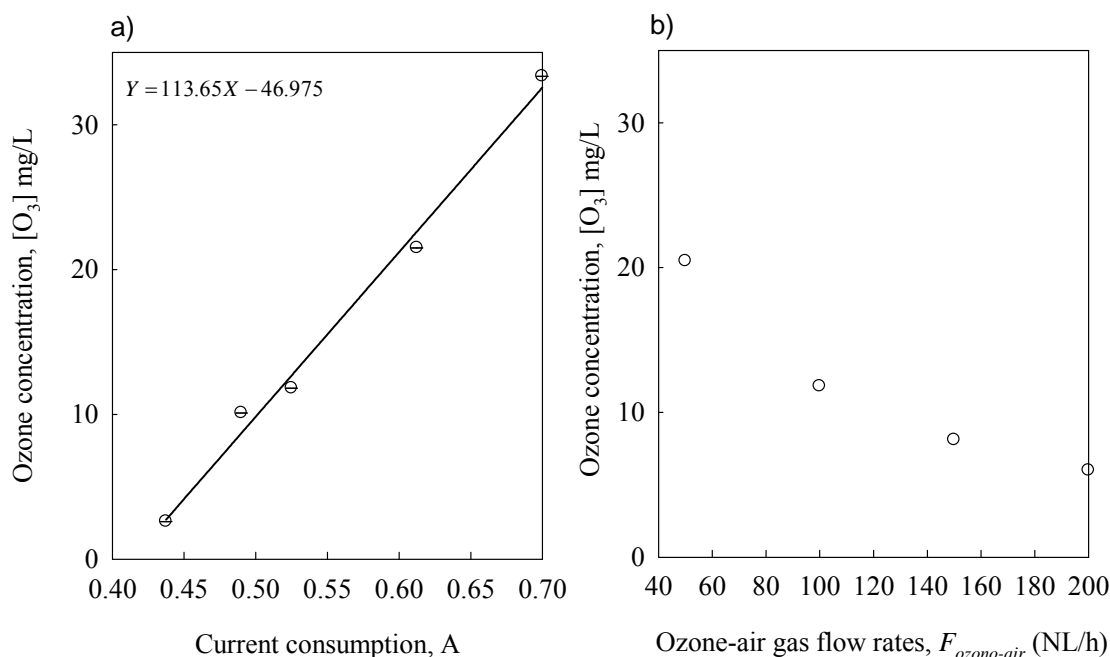 a)
Y = 113.65X − 46.975
Ozone concentration, [O₃] mg/L
30
20
10
0
0.40 0.45 0.50 0.55 0.60 0.65 0.70
Current consumption, A
b)
Ozone concentration, [O₃] mg/L
30
20
10
0
40 60 80 100 120 140 160 180 200
Ozone-air gas flow rates, Fozono-air (NL/h)